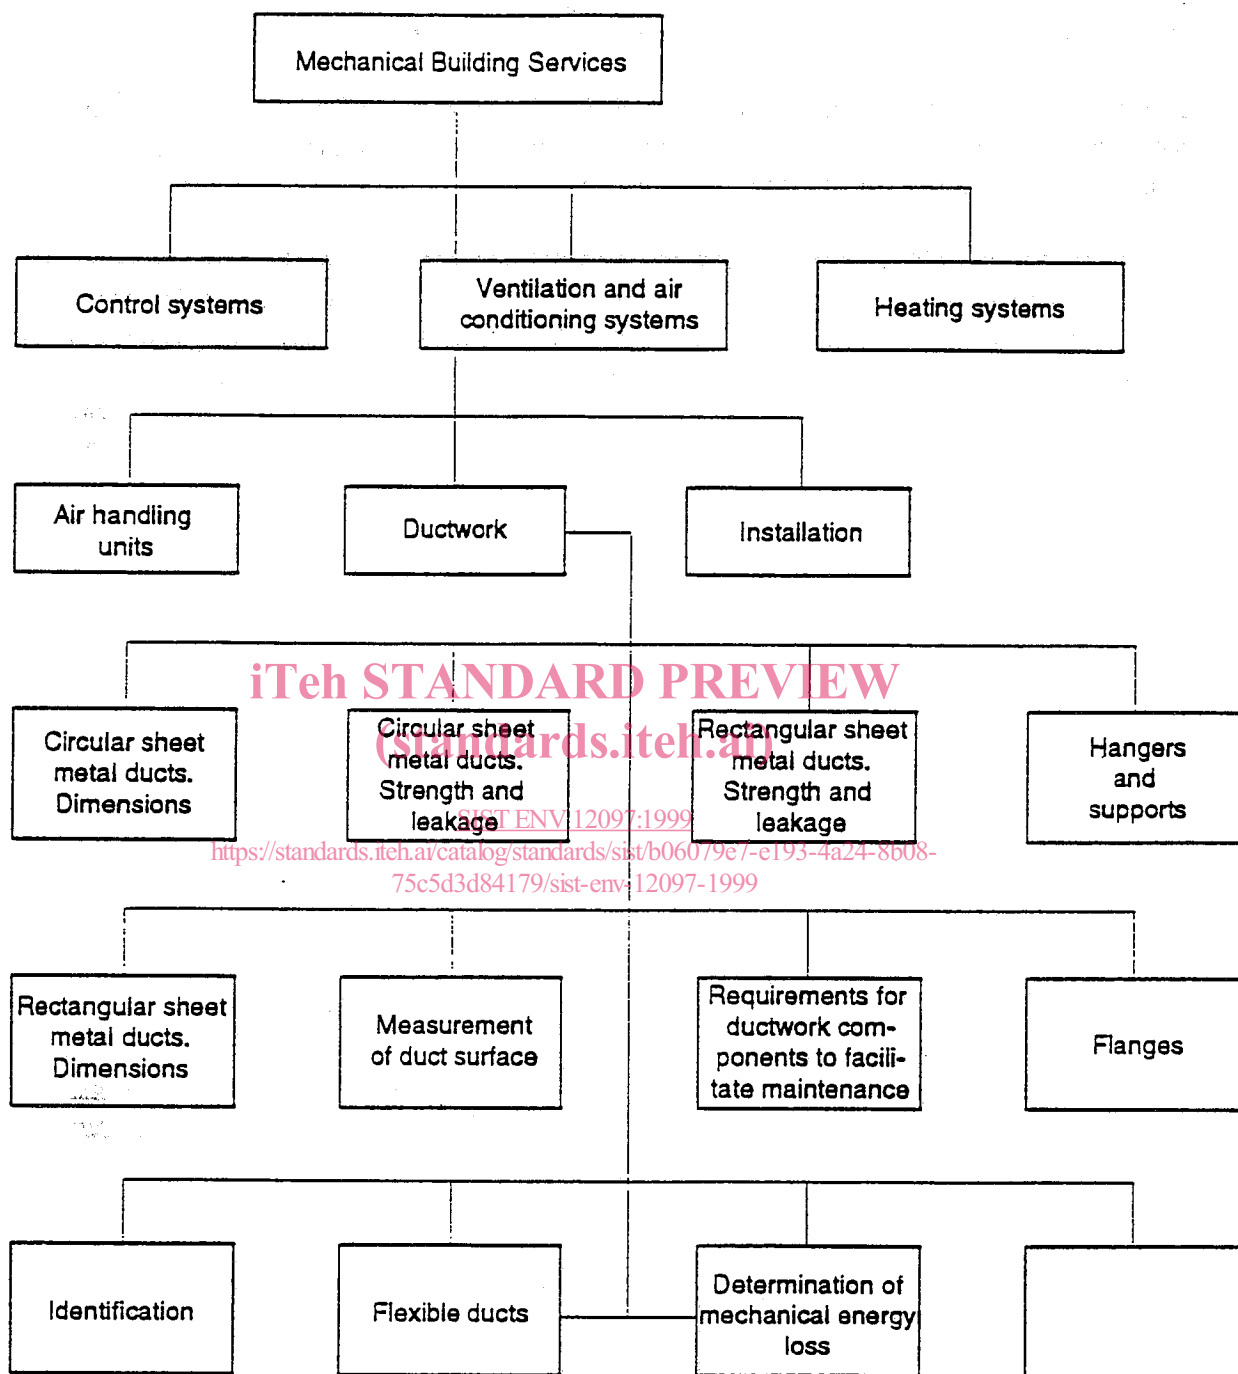 Mechanical Building Services
Control systems
Ventilation and air
conditioning systems
Heating systems
Air handling
units
Ductwork
Installation
iTeh STANDARD PREVIEW
(standards.iteh.ai)
Circular sheet
metal ducts.
Dimensions
Circular sheet
metal ducts.
Strength and
leakage
Rectangular sheet
metal ducts.
Strength and
leakage
Hangers
and
supports
SIST ENV 12097:1999
https://standards.iteh.ai/catalog/standards/sist/b06079e7-e193-4a24-8b08-
75c5d3d84179/sist-env-12097-1999
Rectangular sheet
metal ducts.
Dimensions
Measurement
of duct surface
Requirements for
ductwork com-
ponents to facili-
tate maintenance
Flanges
Identification
Flexible ducts
Determination of
mechanical energy
loss